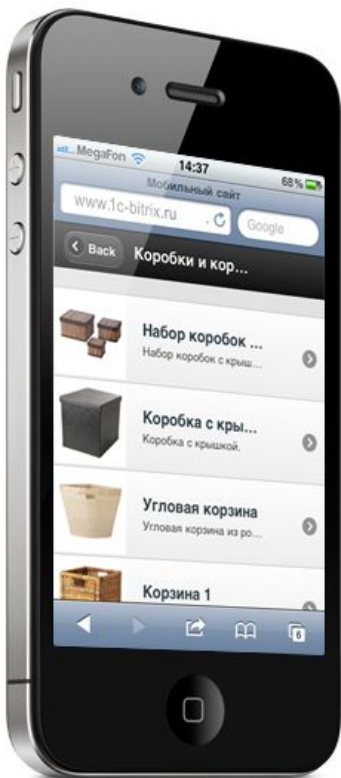 MegaFon
14:37
68%
Мобильный сайт
www.1c-bitrix.ru
Google
Back
Коробки и кор...
Набор коробок ...
Набор коробок с крыш...
Коробка с кры...
Коробка с крышкой.
Угловая корзина
Угловая корзина из ро...
Корзина 1
6